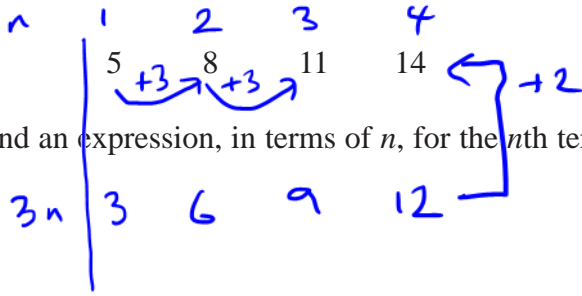 n 1 2 3 4
5 8 11 14
+3 +3 +2
nd an expression, in terms of n, for the nth te
3n 3 6 9 12